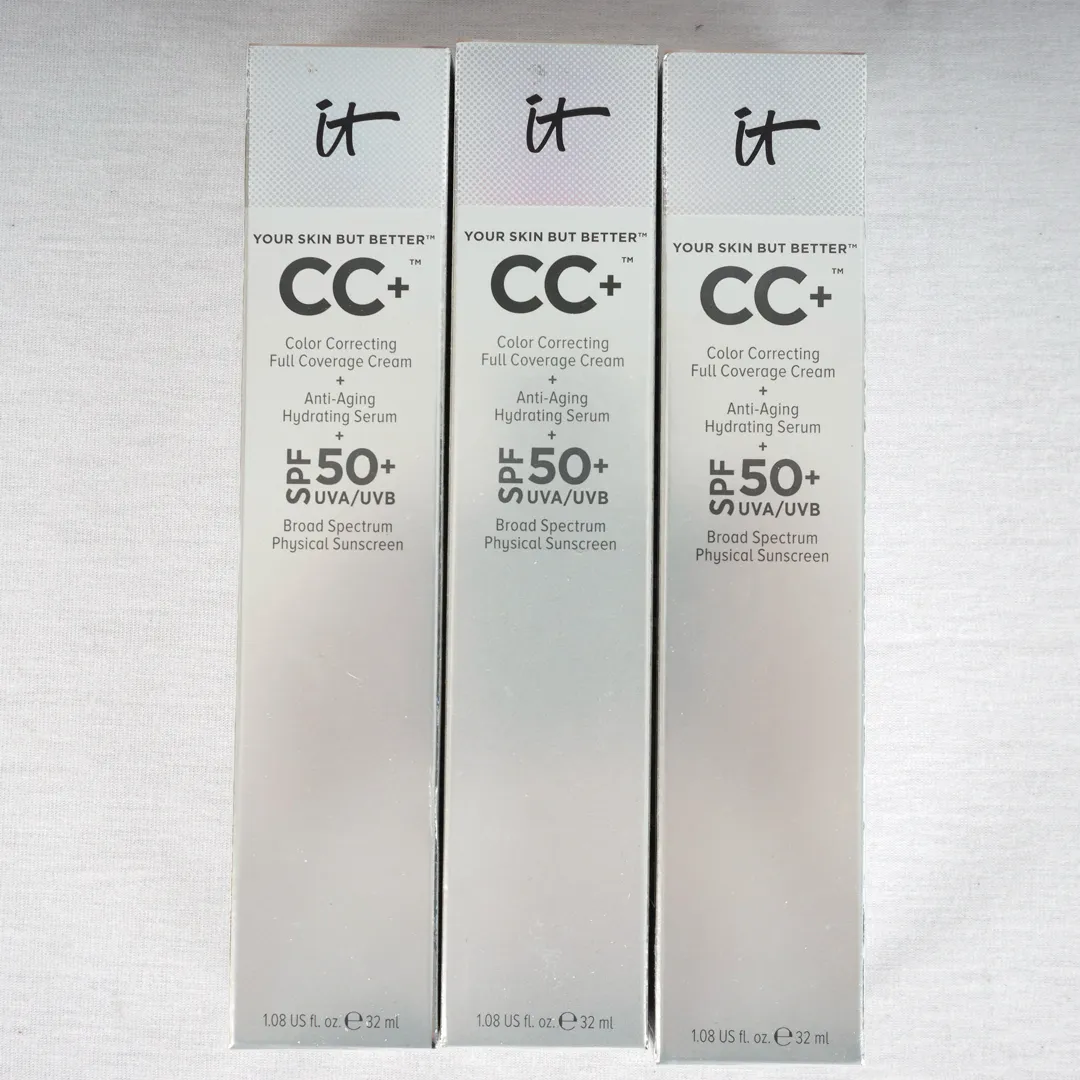 it
YOUR SKIN BUT BETTER™
CC+™
Color Correcting
Full Coverage Cream
+
Anti-Aging
Hydrating Serum
+
SPF 50+
UVA/UVB
Broad Spectrum
Physical Sunscreen
1.08 US fl. oz. ℮ 32 ml
it
YOUR SKIN BUT BETTER™
CC+™
Color Correcting
Full Coverage Cream
+
Anti-Aging
Hydrating Serum
+
SPF 50+
UVA/UVB
Broad Spectrum
Physical Sunscreen
1.08 US fl. oz. ℮ 32 ml
it
YOUR SKIN BUT BETTER™
CC+™
Color Correcting
Full Coverage Cream
+
Anti-Aging
Hydrating Serum
+
SPF 50+
UVA/UVB
Broad Spectrum
Physical Sunscreen
1.08 US fl. oz. ℮ 32 ml